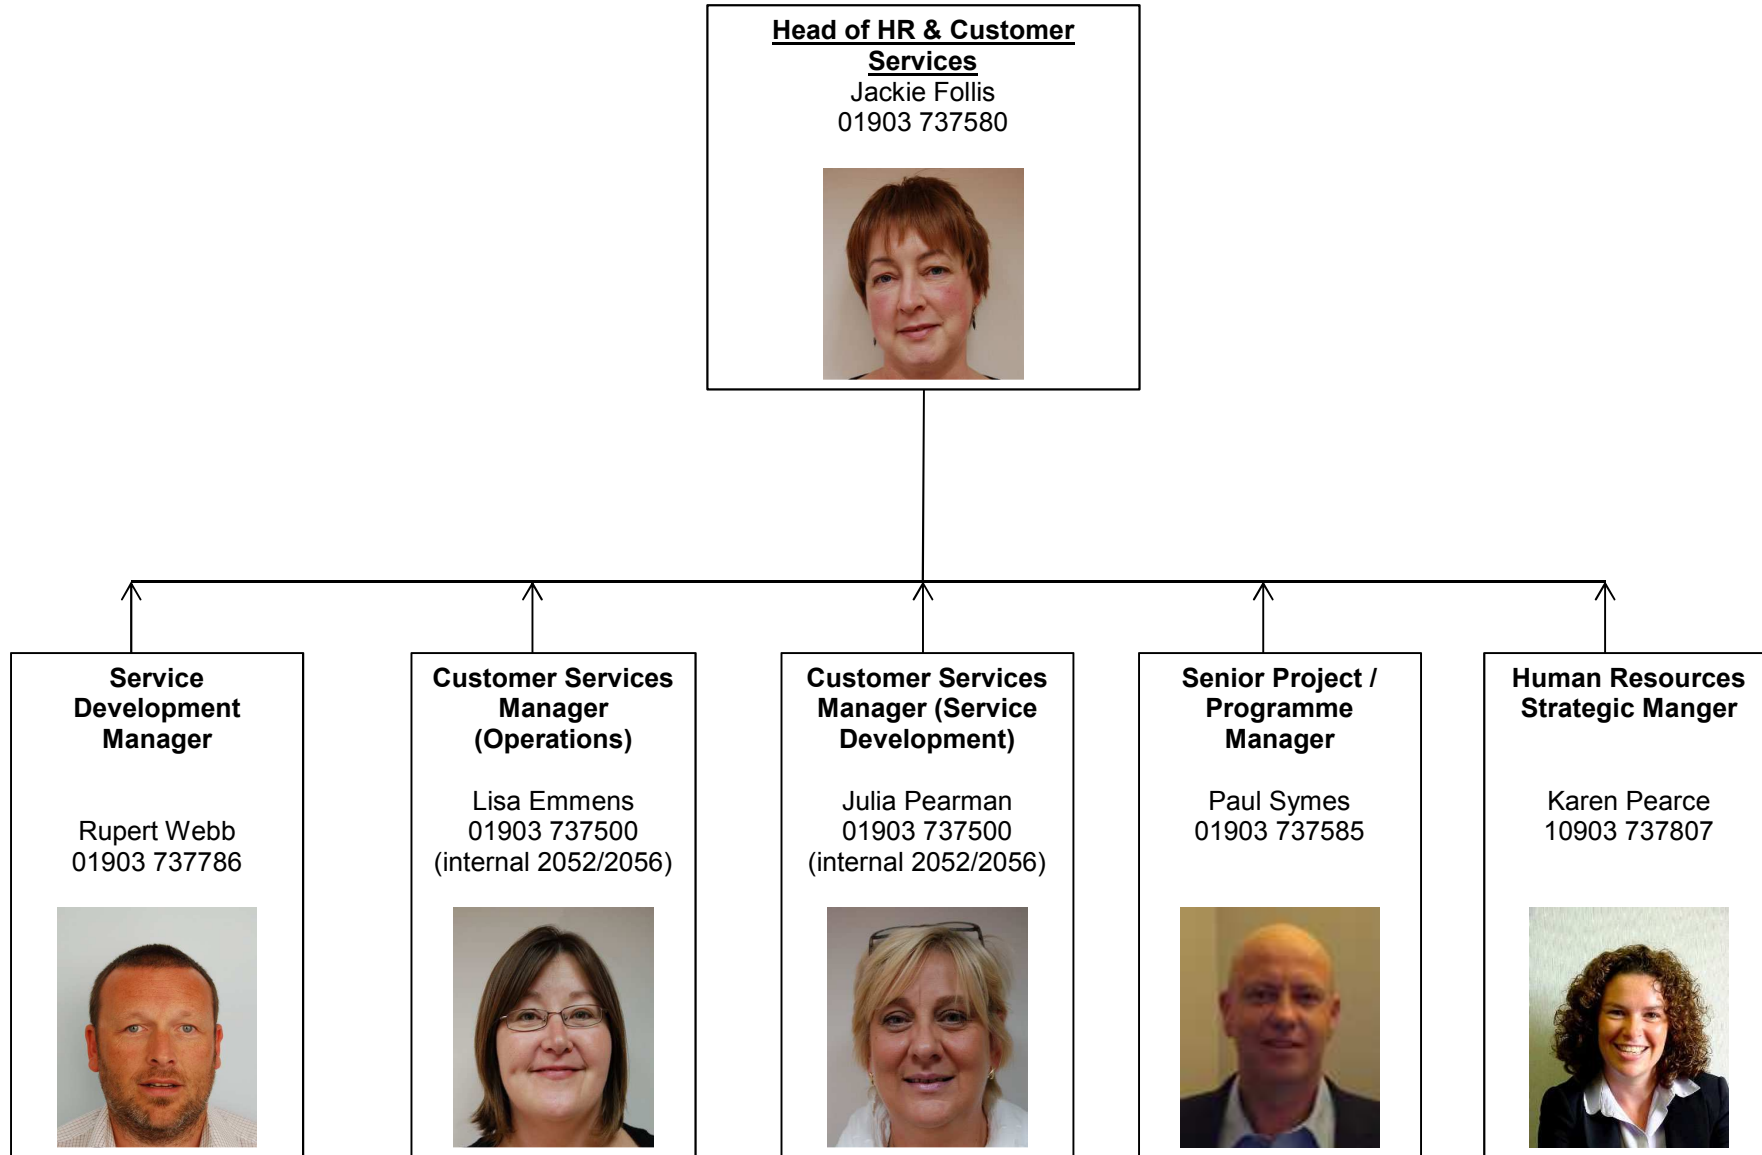 Head of HR & Customer
Services
Jackie Follis
01903 737580
Service
Development
Manager
Rupert Webb
01903 737786
Customer Services
Manager
(Operations)
Lisa Emmens
01903 737500
(internal 2052/2056)
Customer Services
Manager (Service
Development)
Julia Pearman
01903 737500
(internal 2052/2056)
Senior Project /
Programme
Manager
Paul Symes
01903 737585
Human Resources
Strategic Manger
Karen Pearce
10903 737807